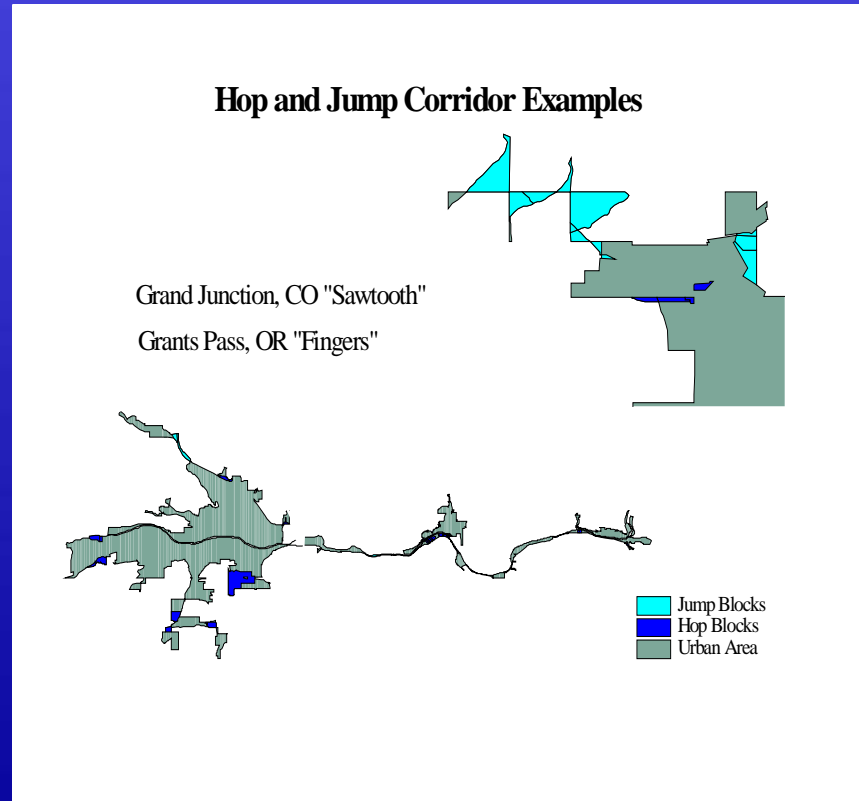 Hop and Jump Corridor Examples
Grand Junction, CO "Sawtooth"
Grants Pass, OR "Fingers"
Jump Blocks
Hop Blocks
Urban Area